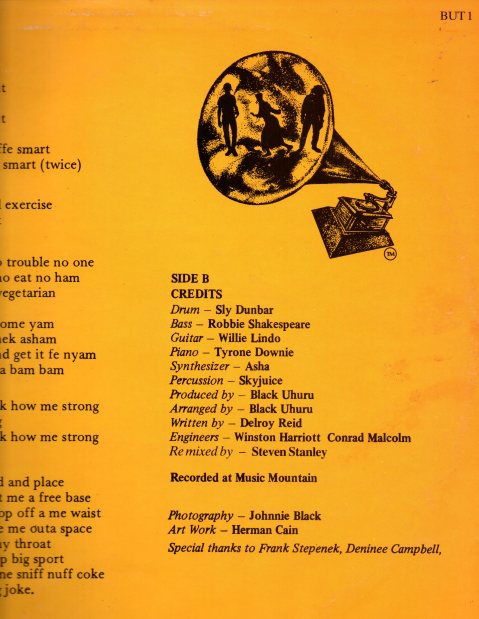 BUT 1
t
t
ffe smart
smart (twice)
exercise
trouble no one
no eat no ham
vegetarian
ome yam
nek asham
nd get it fe nyam
a bam bam
k how me strong
g
k how me strong
d and place
t me a free base
op off a me waist
e me outa space
ny throat
p big sport
ne sniff nuff coke
joke.
TM
SIDE B
CREDITS
Drum – Sly Dunbar
Bass – Robbie Shakespeare
Guitar – Willie Lindo
Piano – Tyrone Downie
Synthesizer – Asha
Percussion – Skyjuice
Produced by – Black Uhuru
Arranged by – Black Uhuru
Written by – Delroy Reid
Engineers – Winston Harriott Conrad Malcolm
Remixed by – Steven Stanley
Recorded at Music Mountain
Photography – Johnnie Black
Art Work – Herman Cain
Special thanks to Frank Stepenek, Deninee Campbell,